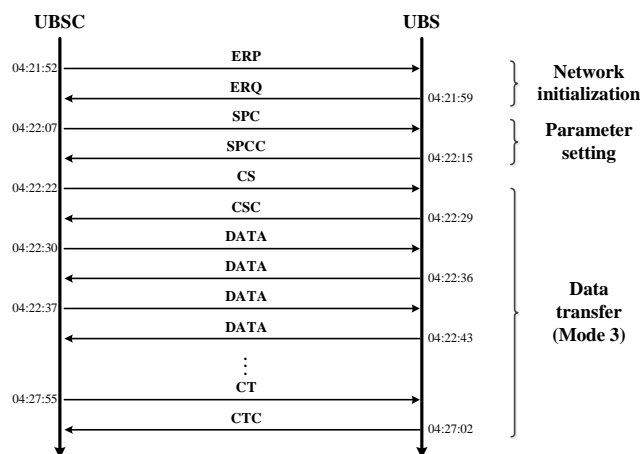 UBSC UBS
ERP
04:21:52
Network
initialization
ERQ
04:21:59
SPC
04:22:07
Parameter
setting
SPCC
04:22:15
CS
04:22:22
CSC
04:22:29
DATA
04:22:30
DATA
04:22:36
Data
transfer
(Mode 3)
DATA
04:22:37
DATA
04:22:43
⋮
CT
04:27:55
CTC
04:27:02